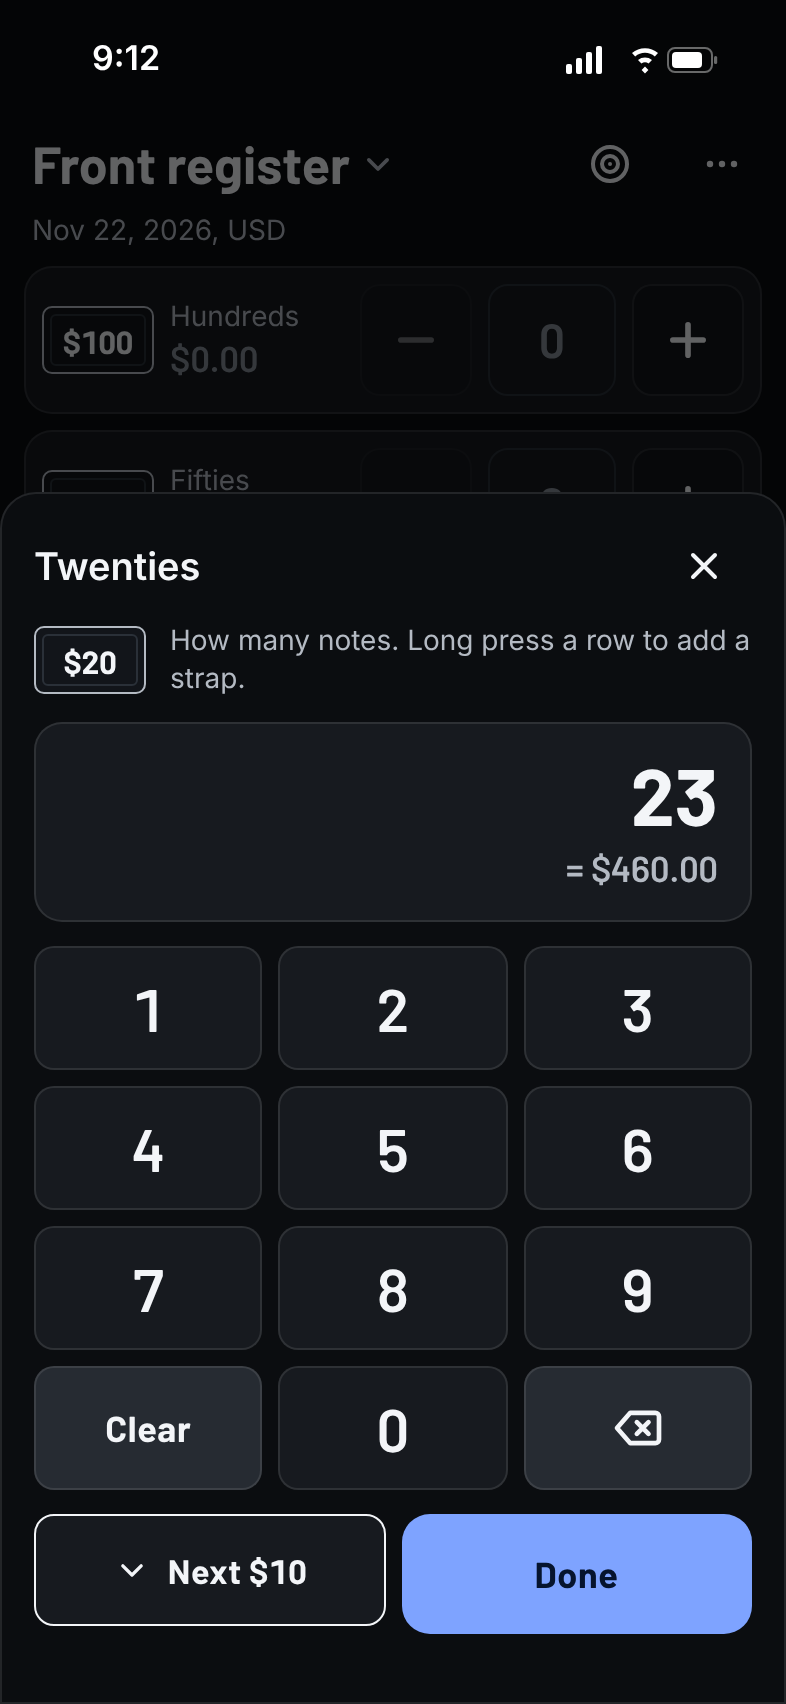 9:12
Front register
Nov 22, 2026, USD
$100
Hundreds
$0.00
0
Fifties
Twenties
$20
How many notes. Long press a row to add a
strap.
23
= $460.00
1 2 3
4 5 6
7 8 9
Clear 0
Next $10
Done